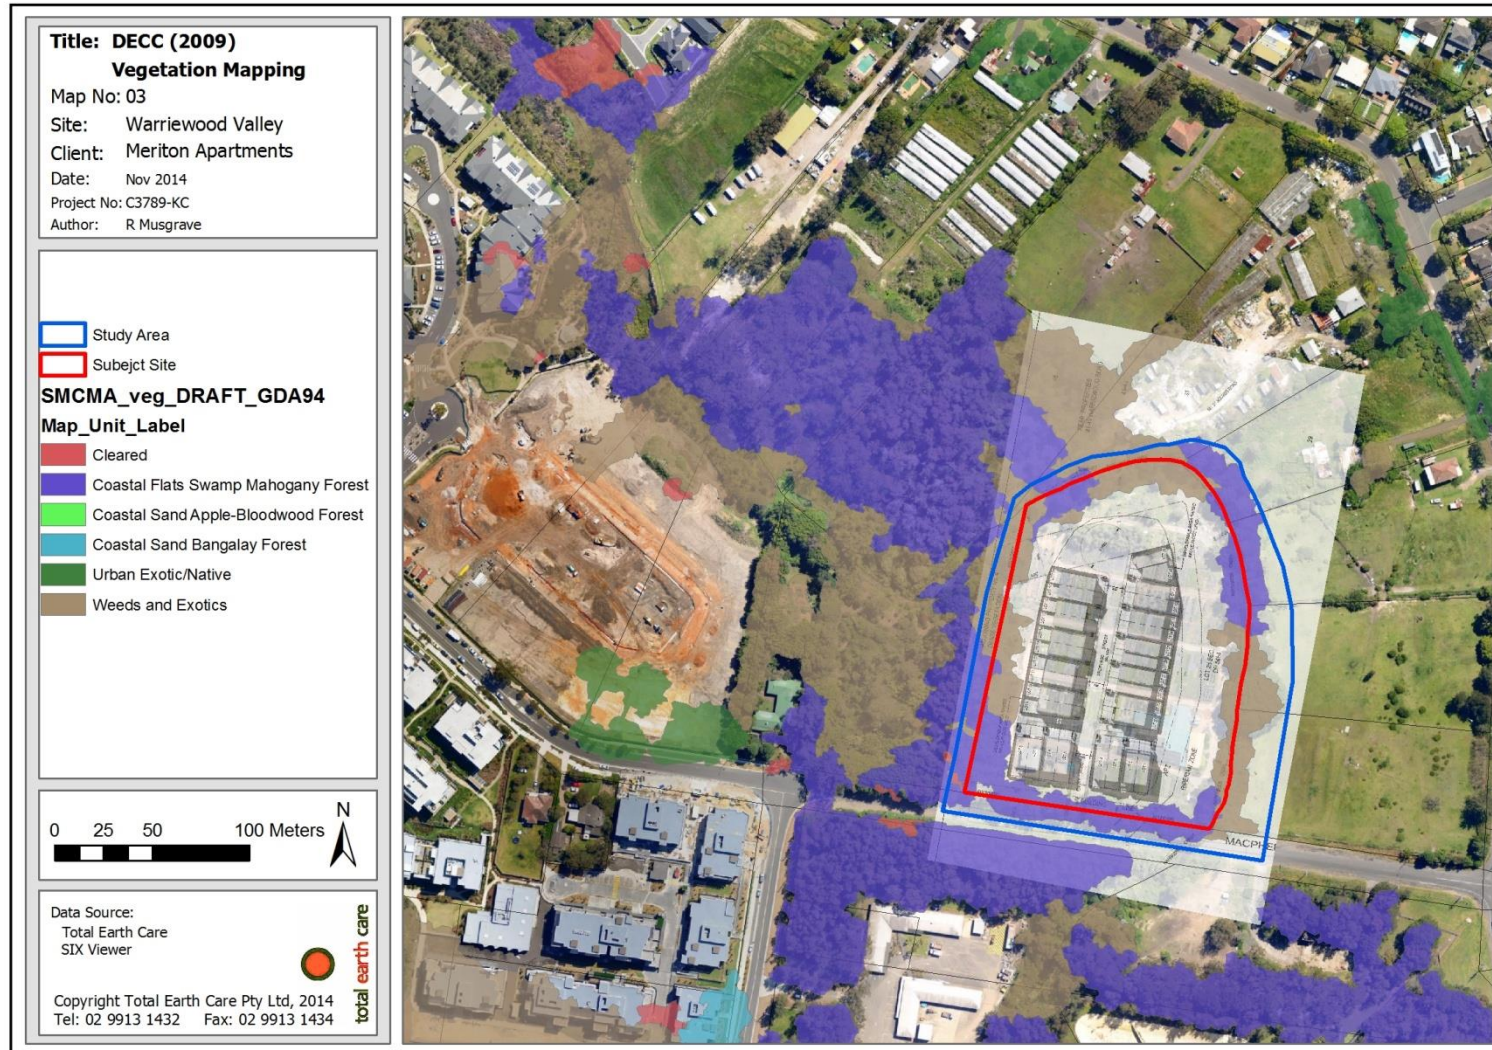 Title: DECC (2009)
Vegetation Mapping
Map No: 03
Site: Warriewood Valley
Client: Meriton Apartments
Date: Nov 2014
Project No: C3789-KC
Author: R Musgrave
Study Area
Subejct Site
SMCMA_veg_DRAFT_GDA94
Map_Unit_Label
Cleared
Coastal Flats Swamp Mahogany Forest
Coastal Sand Apple-Bloodwood Forest
Coastal Sand Bangalay Forest
Urban Exotic/Native
Weeds and Exotics
0 25 50 100 Meters
N
Data Source:
Total Earth Care
SIX Viewer
total earth care
Copyright Total Earth Care Pty Ltd, 2014
Tel: 02 9913 1432 Fax: 02 9913 1434
MACPHE